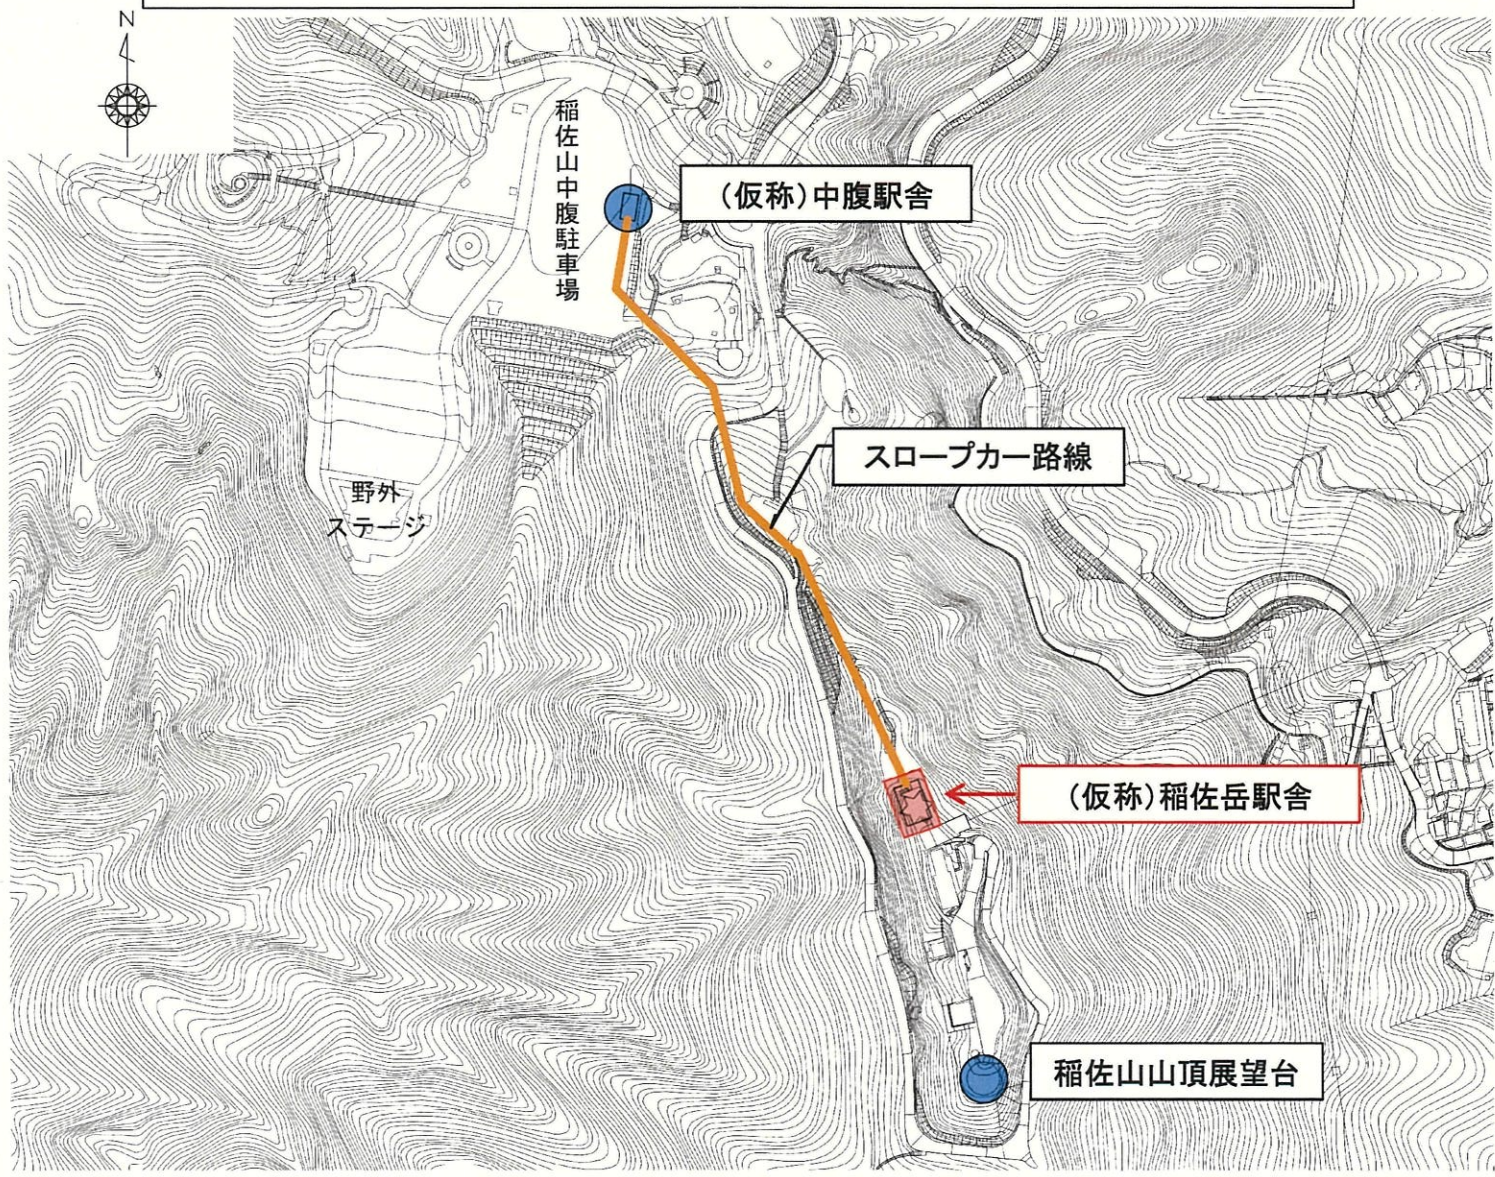 N
稲佐山中腹駐車場
(仮称)中腹駅舎
スロープカー路線
野外
ステージ
(仮称)稲佐岳駅舎
稲佐山山頂展望台